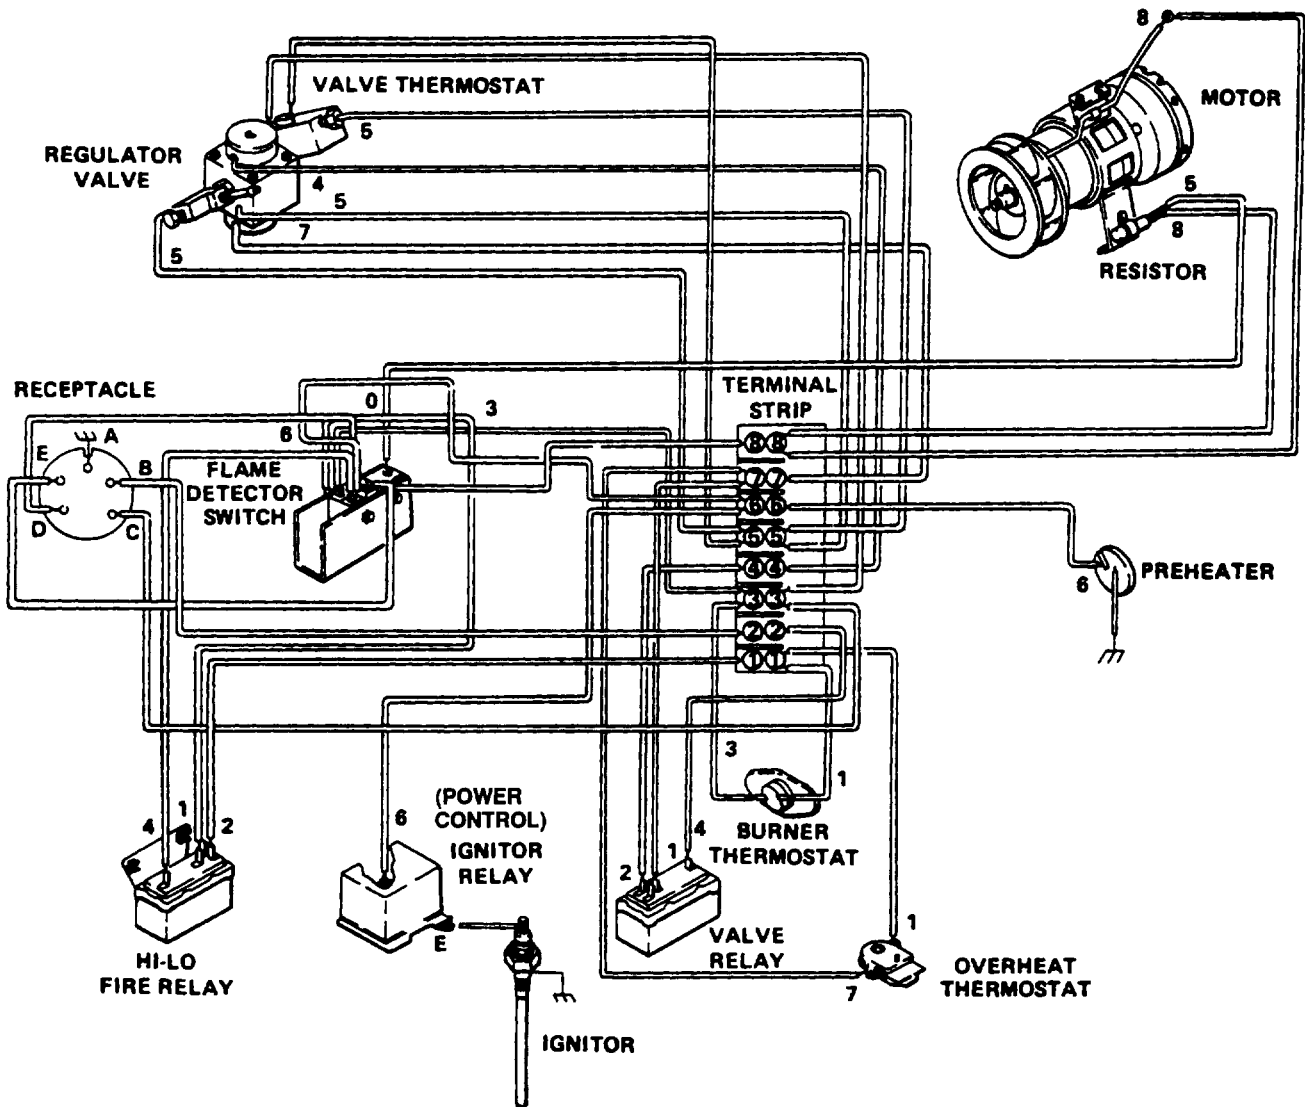 8
VALVE THERMOSTAT
MOTOR
5
REGULATOR
VALVE
4
5
5
7
8
5
RESISTOR
RECEPTACLE
TERMINAL
STRIP
0
3
A
6
E
B
FLAME
DETECTOR
SWITCH
D
C
8 8
7 7
6 6
5 5
4 4
3 3
2 2
1 1
6
PREHEATER
3
1
(POWER
CONTROL)
IGNITOR
RELAY
4
1
2
6
BURNER
THERMOSTAT
4
1
2
E
HI-LO
FIRE RELAY
VALVE
RELAY
1
7
OVERHEAT
THERMOSTAT
IGNITOR